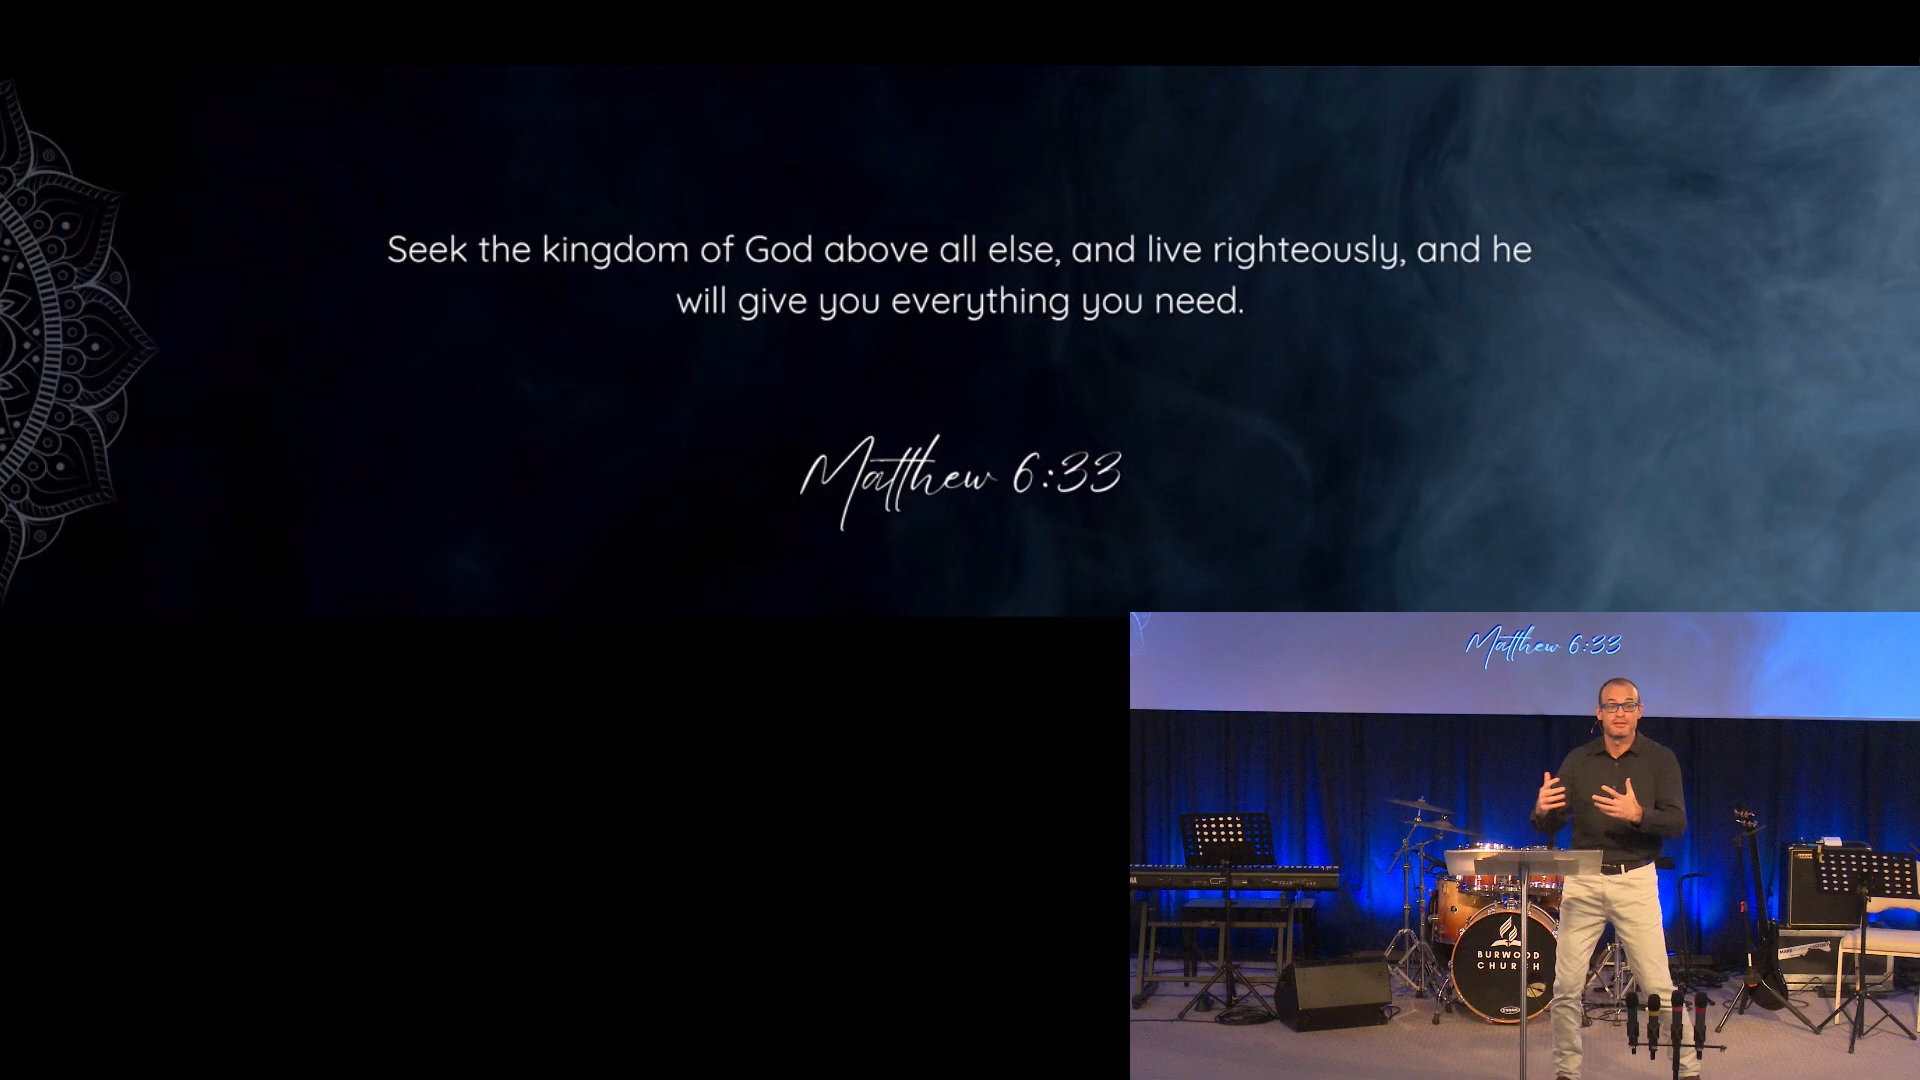 Seek the kingdom of God above all else, and live righteously, and he
will give you everything you need.
Matthew 6:33
Matthew 6:33
BURWOOD
CHURCH